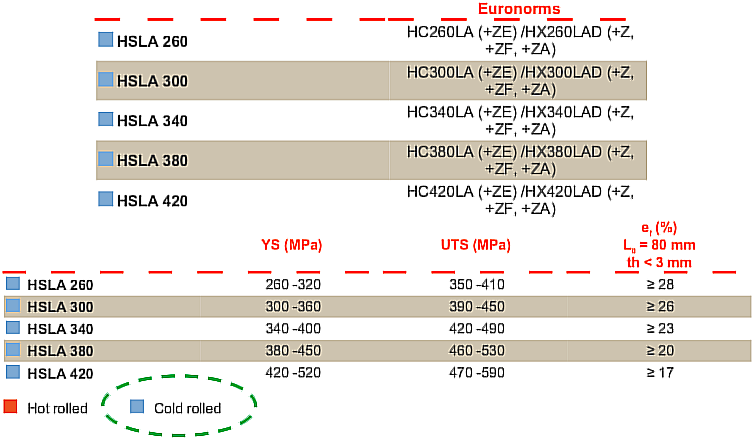 Euronorms
HSLA 260 HC260LA (+ZE) /HX260LAD (+Z,
+ZF, +ZA)
HSLA 300 HC300LA (+ZE) /HX300LAD (+Z,
+ZF, +ZA)
HSLA 340 HC340LA (+ZE) /HX340LAD (+Z,
+ZF, +ZA)
HSLA 380 HC380LA (+ZE) /HX380LAD (+Z,
+ZF, +ZA)
HSLA 420 HC420LA (+ZE) /HX420LAD (+Z,
+ZF, +ZA)
YS (MPa) UTS (MPa) ef (%)
L0 = 80 mm
th < 3 mm
HSLA 260 260 -320 350 -410 ≥ 28
HSLA 300 300 -360 390 -450 ≥ 26
HSLA 340 340 -400 420 -490 ≥ 23
HSLA 380 380 -450 460 -530 ≥ 20
HSLA 420 420 -520 470 -590 ≥ 17
Hot rolled Cold rolled